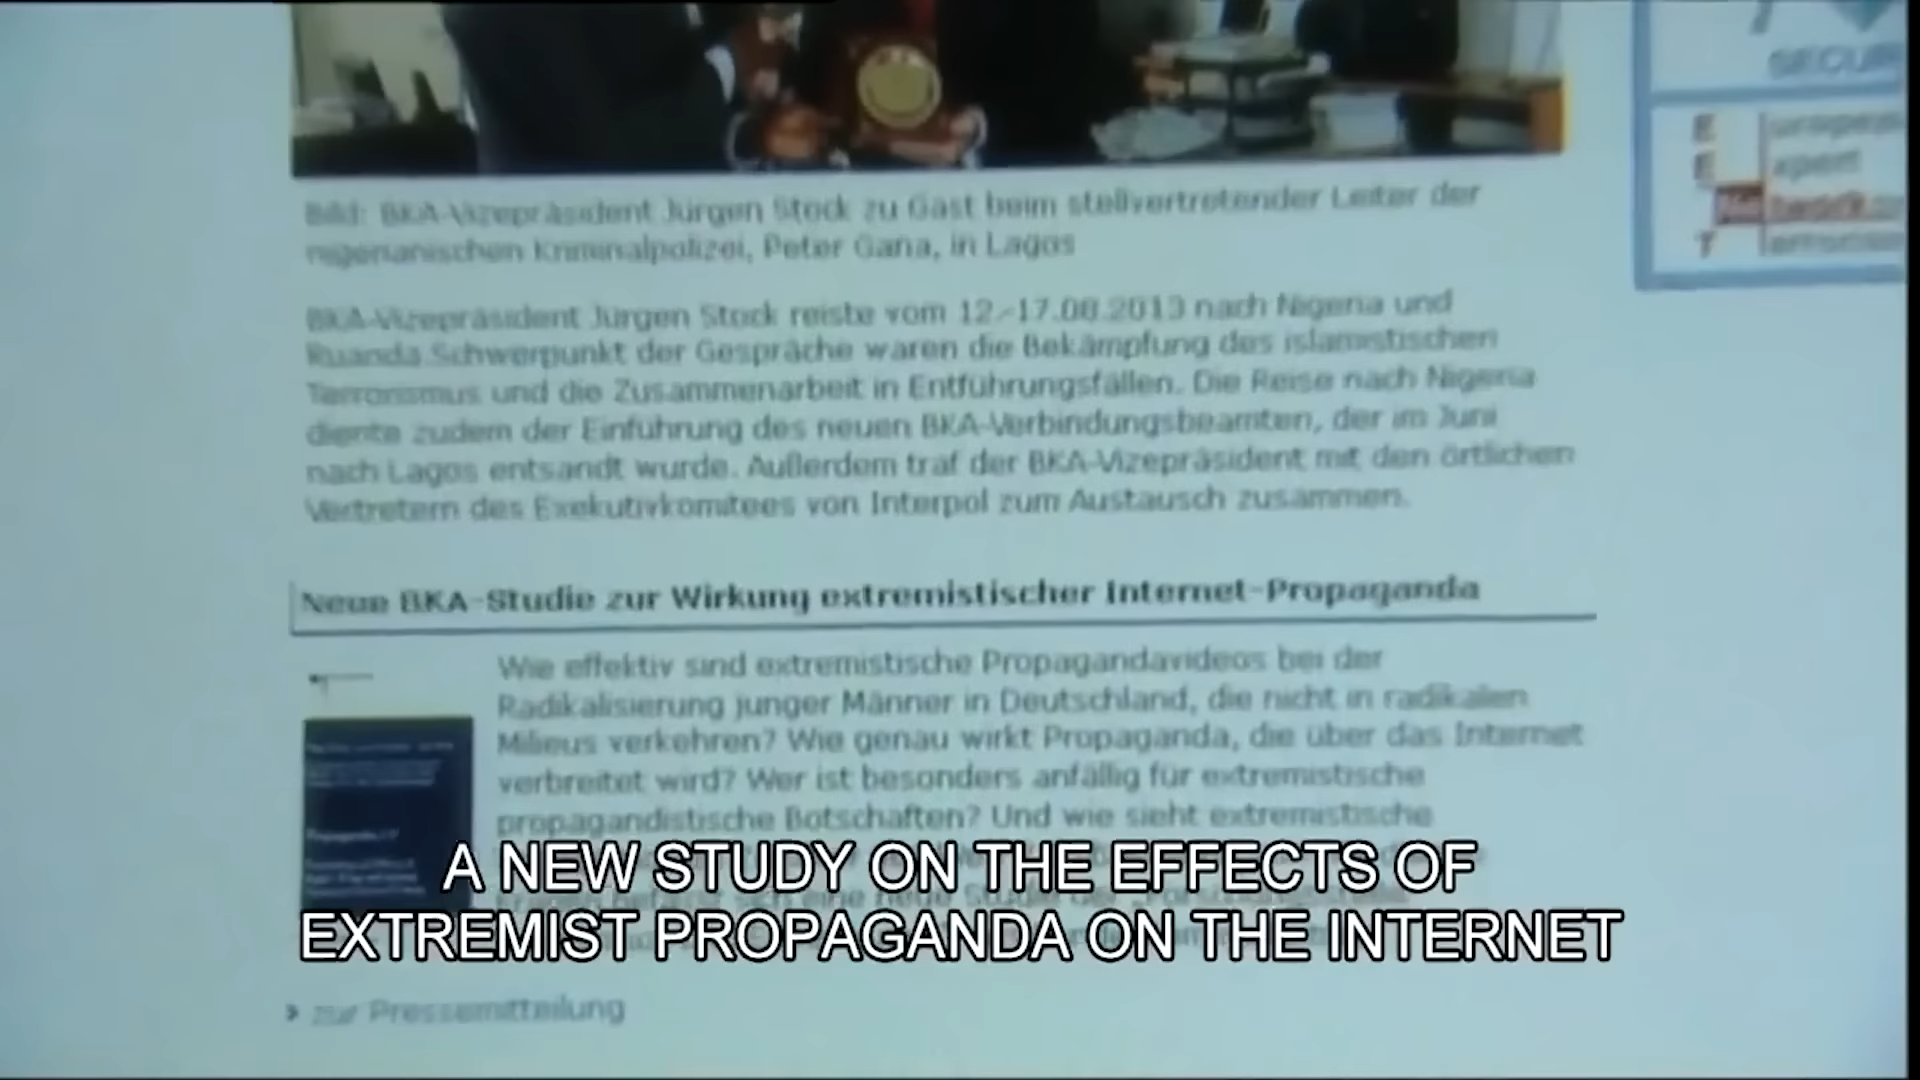 SECURI
Bild: BKA-Vizepräsident Jürgen Stock zu Gast beim stellvertretender Leiter der
nigerianischen Kriminalpolizei, Peter Gana, in Lagos
BKA-Vizepräsident Jürgen Stock reiste vom 12.-17.08.2013 nach Nigeria und
Ruanda.Schwerpunkt der Gespräche waren die Bekämpfung des islamistischen
Terrorismus und die Zusammenarbeit in Entführungsfällen. Die Reise nach Nigeria
diente zudem der Einführung des neuen BKA-Verbindungsbeamten, der im Juni
nach Lagos entsandt wurde. Außerdem traf der BKA-Vizepräsident mit den örtlichen
Vertretern des Exekutivkomitees von Interpol zum Austausch zusammen.
Neue BKA-Studie zur Wirkung extremistischer Internet-Propaganda
Wie effektiv sind extremistische Propagandavideos bei der
Radikalisierung junger Männer in Deutschland, die nicht in radikalen
Milieus verkehren? Wie genau wirkt Propaganda, die über das Internet
verbreitet wird? Wer ist besonders anfällig für extremistische
propagandistische Botschaften? Und wie sieht extremistische
A NEW STUDY ON THE EFFECTS OF
EXTREMIST PROPAGANDA ON THE INTERNET
zur Pressemitteilung